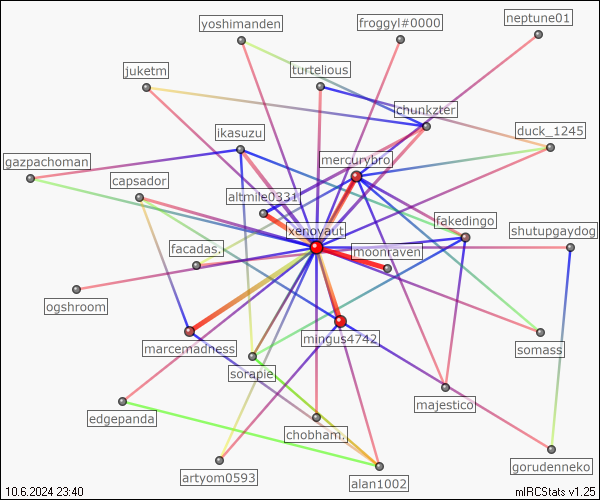 yoshimanden
froggyl#0000
neptune01
juketm
turtelious
chunkzter
ikasuzu
duck_1245
gazpachoman
mercurybro
capsador
altmile0331
xenoyaut
fakedingo
shutupgaydog
facadas.
moonraven
ogshroom
marcemadness
mingus4742
somass
sorapie
majestico
edgepanda
chobham.
artyom0593
alan1002
gorudenneko
10.6.2024 23:40
mIRCStats v1.25